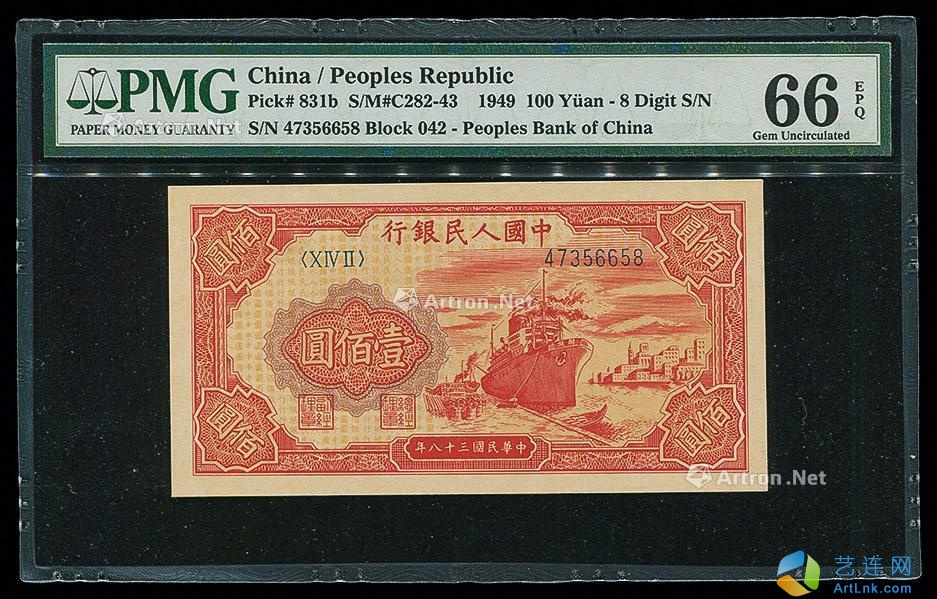 PMG
PAPER MONEY GUARANTY
China / Peoples Republic
Pick# 831b S/M#C282-43 1949 100 Yüan - 8 Digit S/N
S/N 47356658 Block 042 - Peoples Bank of China
66
EPQ
Gem Uncirculated
中國人民銀行
佰圓
佰圓
〈XIVII〉
47356658
Artron.Net
壹佰圓
佰圓
佰圓
中華民國三十八年
Artron.Net
艺连网
ArtLnk.com